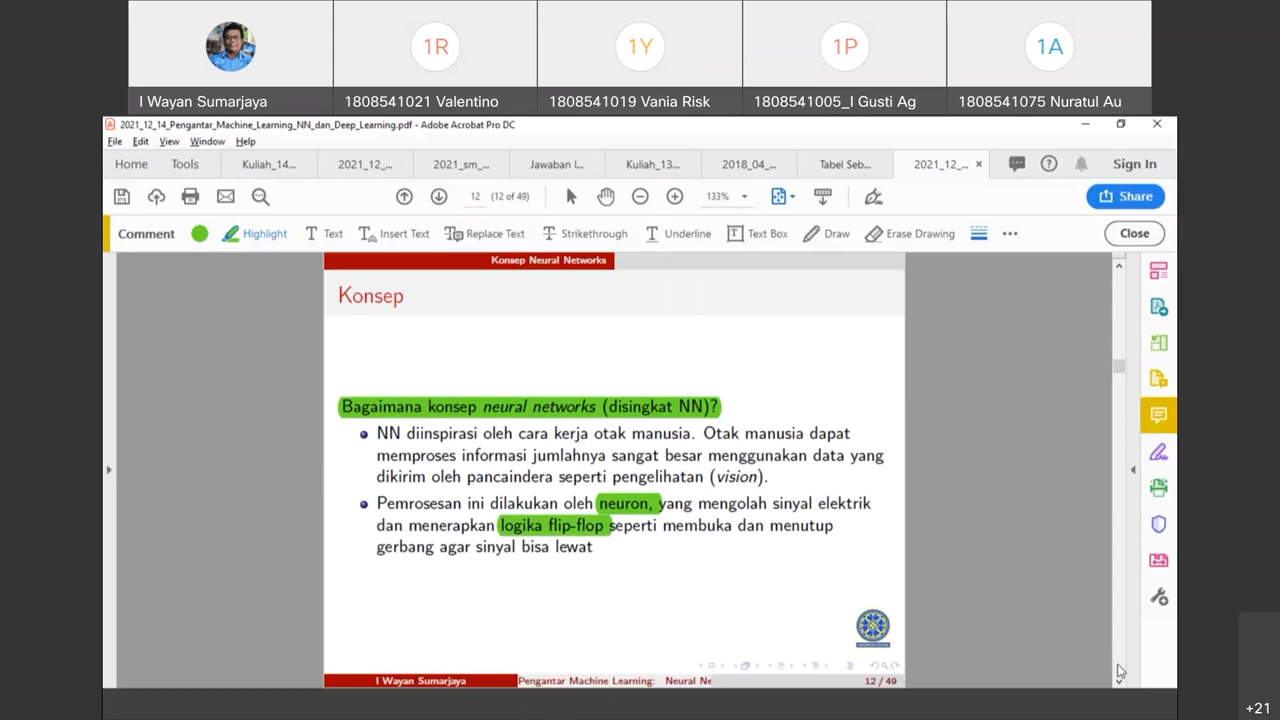 1R
1Y
1P
1A
I Wayan Sumarjaya
1808541021 Valentino
1808541019 Vania Risk
1808541005_I Gusti Ag
1808541075 Nuratul Au
2021_12_14_Pengantar_Machine_Learning_NN_dan_Deep_Learning.pdf - Adobe Acrobat Pro DC
File Edit View Window Help
Home Tools Kuliah_14... 2021_12_... 2021_sm_... Jawaban I... Kuliah_13... 2018_04_... Tabel Seb... 2021_12_... × Sign In
12 (12 of 49) 133% Share
Comment Highlight Text Insert Text Replace Text Strikethrough Underline Text Box Draw Erase Drawing Close
Konsep Neural Networks
Konsep
Bagaimana konsep neural networks (disingkat NN)?
NN diinspirasi oleh cara kerja otak manusia. Otak manusia dapat
memproses informasi jumlahnya sangat besar menggunakan data yang
dikirim oleh pancaindera seperti pengelihatan (vision).
Pemrosesan ini dilakukan oleh neuron, yang mengolah sinyal elektrik
dan menerapkan logika flip-flop seperti membuka dan menutup
gerbang agar sinyal bisa lewat
I Wayan Sumarjaya
Pengantar Machine Learning: Neural Ne
12 / 49
+21